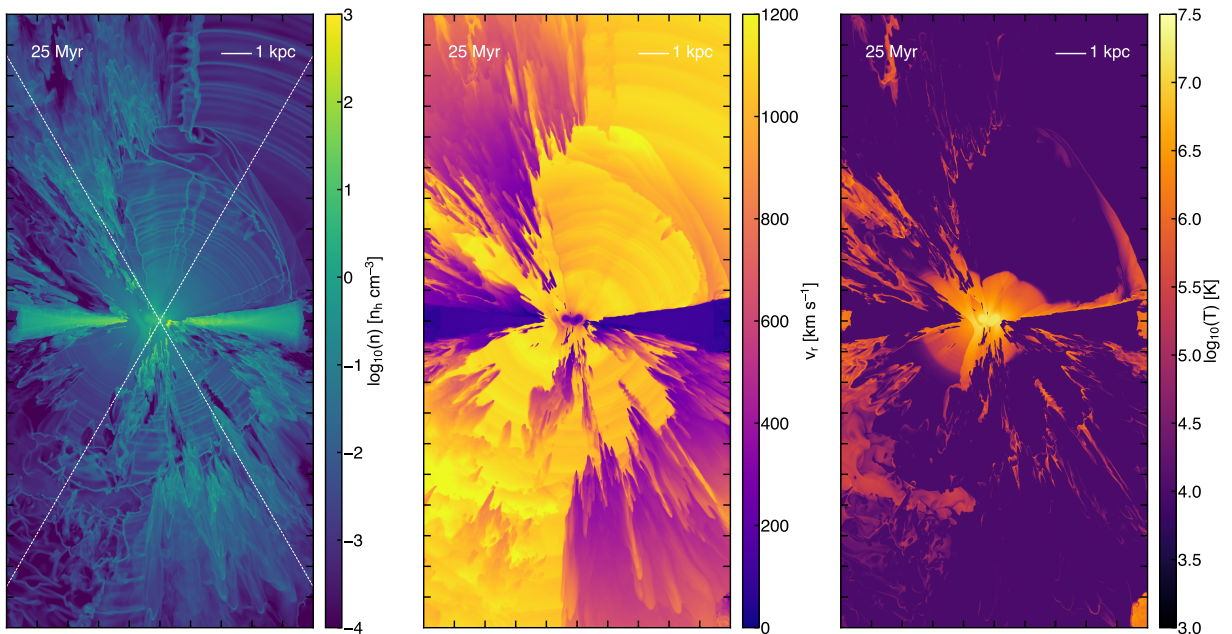 25 Myr
1 kpc
3
2
1
0
−1
−2
−3
−4
log₁₀(n) [nₕ cm⁻³]
25 Myr
1 kpc
1200
1000
800
600
400
200
0
vᵣ [km s⁻¹]
25 Myr
1 kpc
7.5
7.0
6.5
6.0
5.5
5.0
4.5
4.0
3.5
3.0
log₁₀(T) [K]